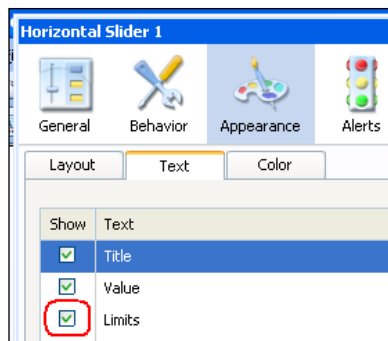 Horizontal Slider 1
General Behavior Appearance Alerts
Layout Text Color
Show Text
Title
Value
Limits